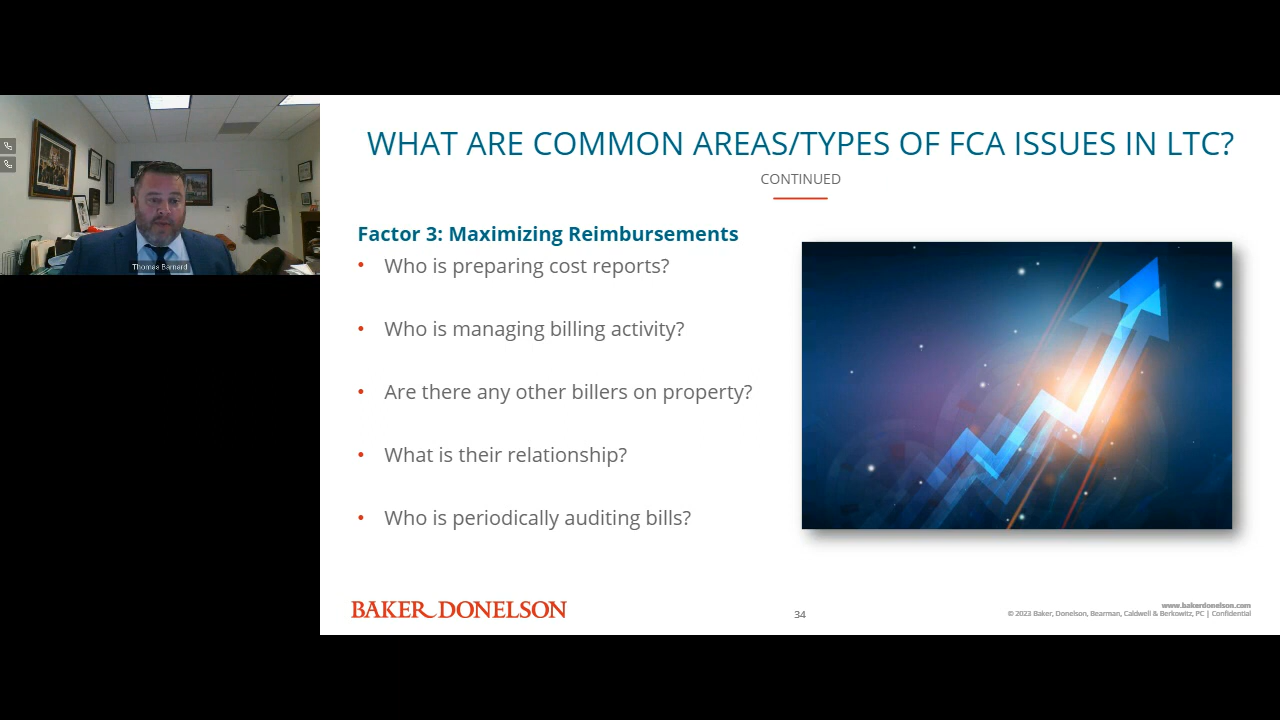 WHAT ARE COMMON AREAS/TYPES OF FCA ISSUES IN LTC?
CONTINUED
Thomas Barnard
Factor 3: Maximizing Reimbursements
• Who is preparing cost reports?
• Who is managing billing activity?
• Are there any other billers on property?
• What is their relationship?
• Who is periodically auditing bills?
BAKER DONELSON
34
www.bakerdonelson.com
© 2023 Baker, Donelson, Bearman, Caldwell & Berkowitz, PC | Confidential